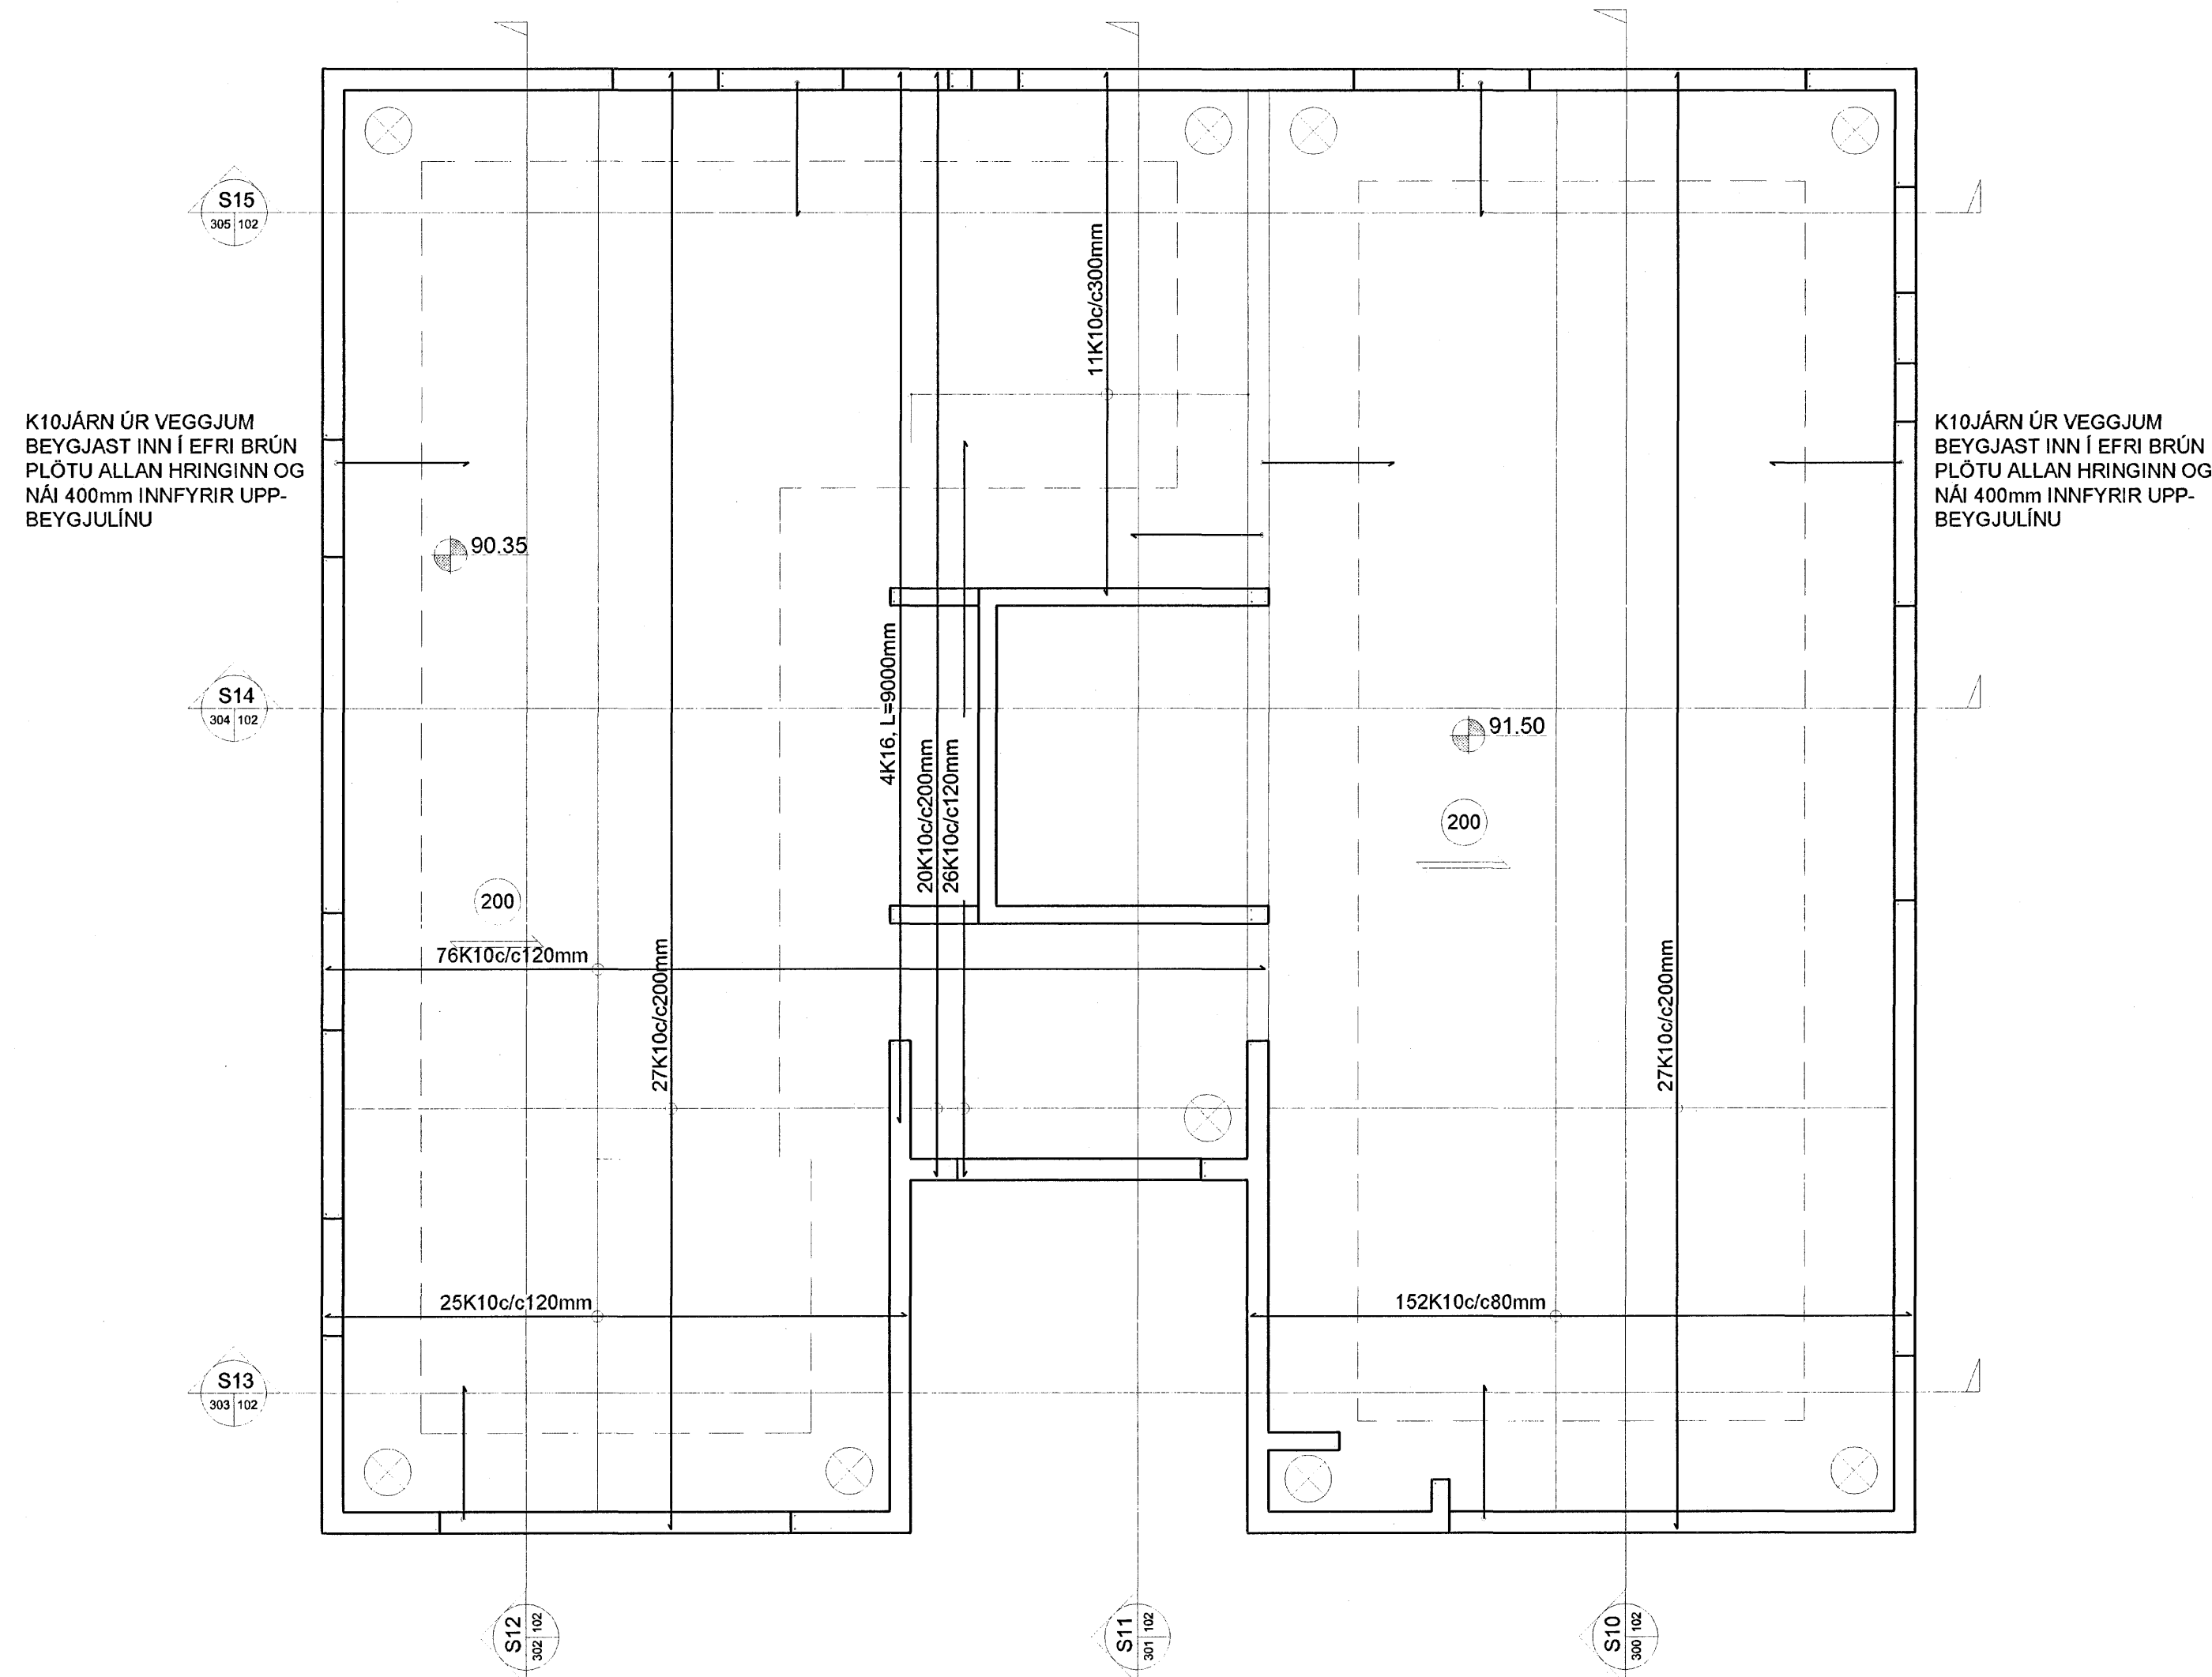 S15
305 102
11K10c/c300mm
K10JÁRN ÚR VEGGJUM
BEYGJAST INN Í EFRI BRÚN
PLÖTU ALLAN HRINGINN OG
NÁI 400mm INNFYRIR UPP-
BEYGJULÍNU
K10JÁRN ÚR VEGGJUM
BEYGJAST INN Í EFRI BRÚN
PLÖTU ALLAN HRINGINN OG
NÁI 400mm INNFYRIR UPP-
BEYGJULÍNU
90.35
S14
304 102
4K16, L=9000mm
91.50
20K10c/c200mm
26K10c/c120mm
200
200
76K10c/c120mm
27K10c/c200mm
27K10c/c200mm
25K10c/c120mm
152K10c/c80mm
S13
303 102
S12
302 102
S11
301 102
S10
300 102